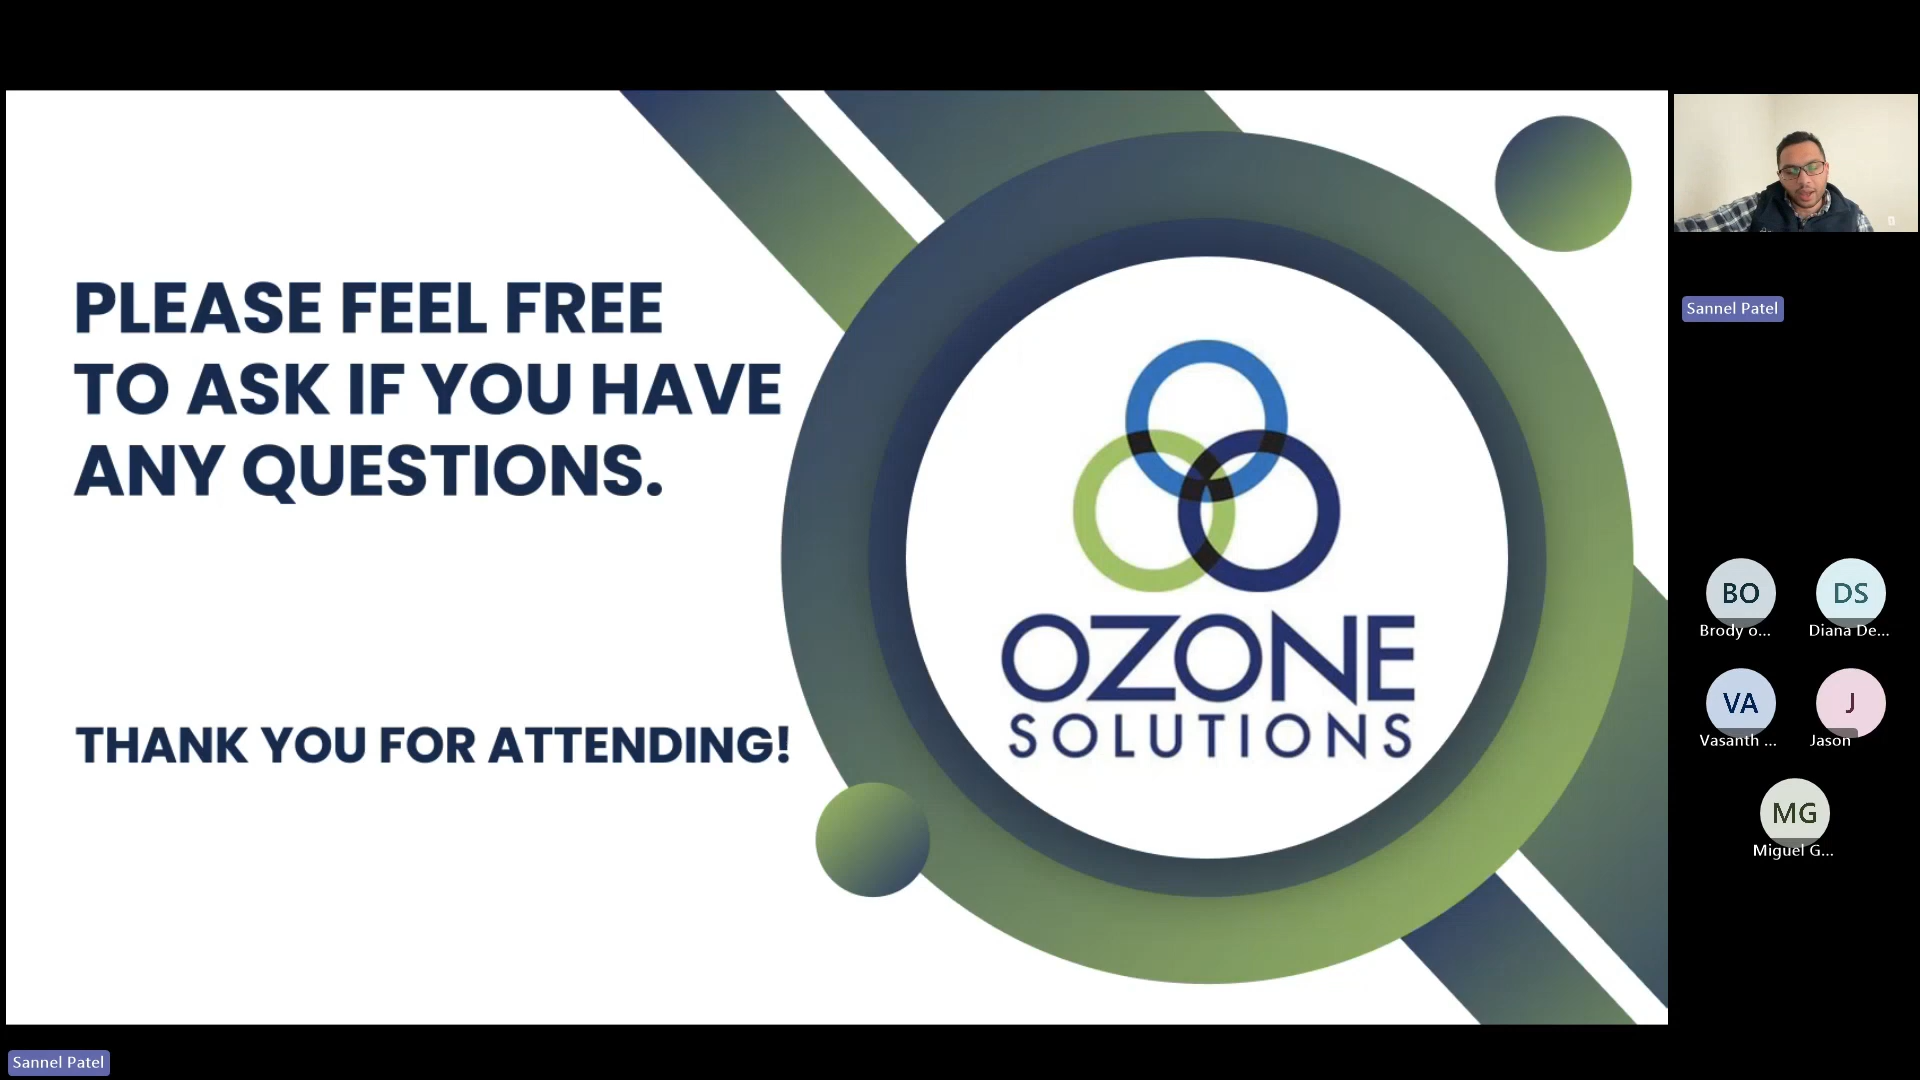 PLEASE FEEL FREE
TO ASK IF YOU HAVE
ANY QUESTIONS.
THANK YOU FOR ATTENDING!
OZONE
SOLUTIONS
Sannel Patel
BO
Brody o...
DS
Diana De...
VA
Vasanth ...
J
Jason
MG
Miguel G...
Sannel Patel